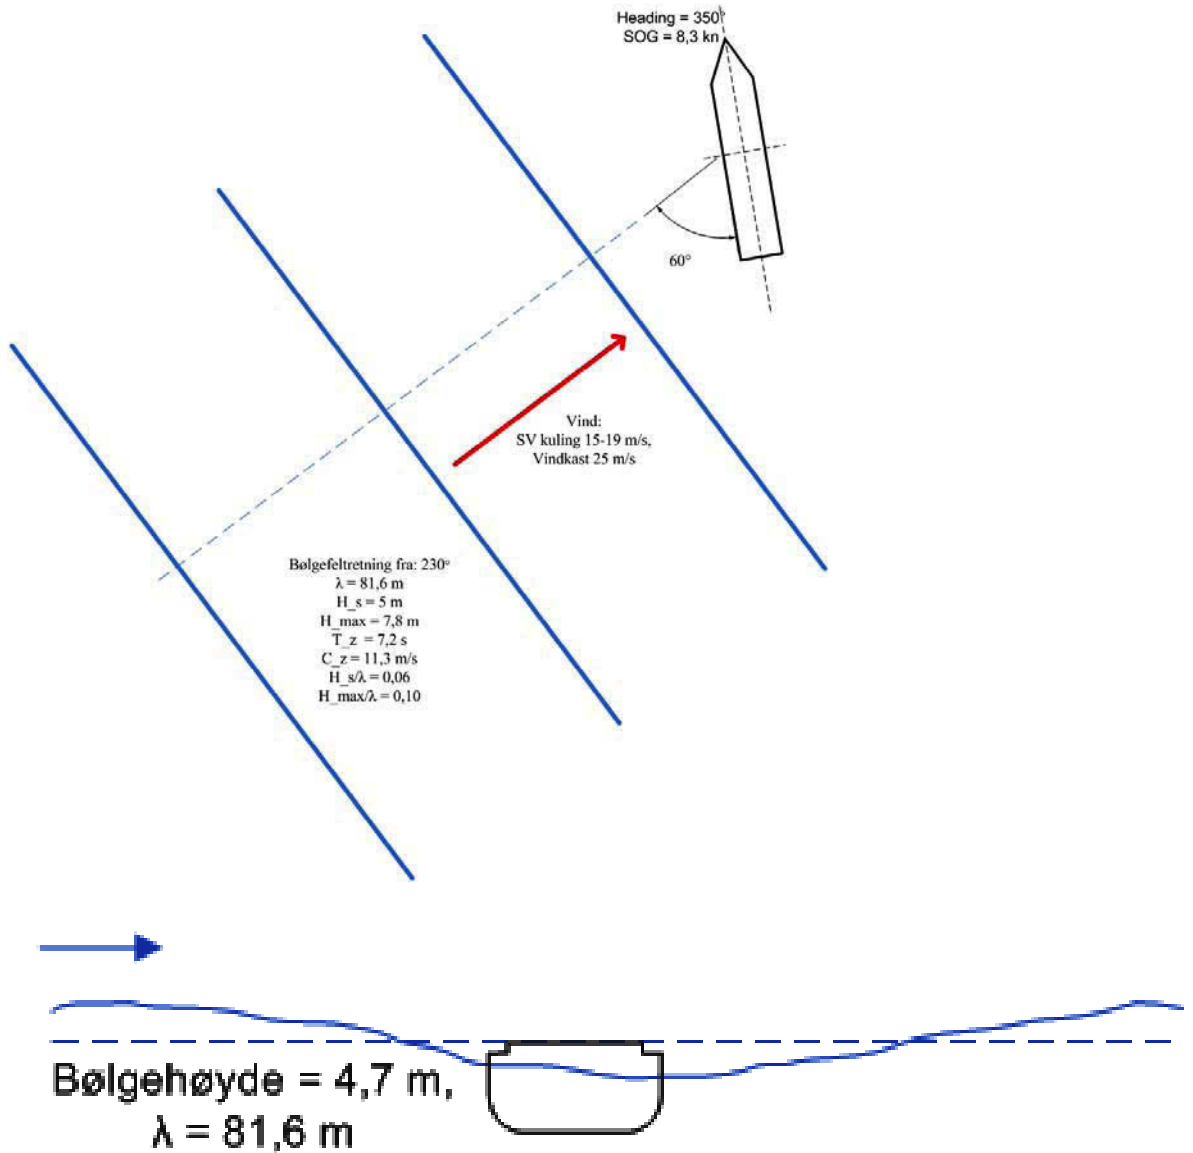 Heading = 350°
SOG = 8,3 kn
60°
Vind:
SV kuling 15-19 m/s,
Vindkast 25 m/s
Bølgefeltretning fra: 230°
λ = 81,6 m
H_s = 5 m
H_max = 7,8 m
T_z = 7,2 s
C_z = 11,3 m/s
H_s/λ = 0,06
H_max/λ = 0,10
Bølgehøyde = 4,7 m,
λ = 81,6 m